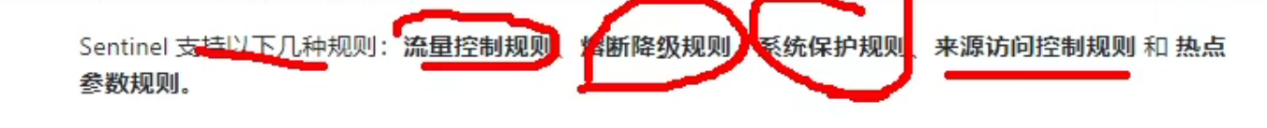 Sentinel 支持以下几种规则：流量控制规则、熔断降级规则、系统保护规则、来源访问控制规则 和 热点
参数规则。